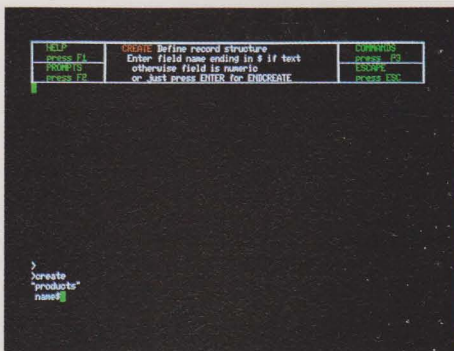 HELP
press F1
PROMPTS
press F2
CREATE Define record structure
Enter field name ending in $ if text
otherwise field is numeric
or just press ENTER for ENDCREATE
COMMANDS
press F3
ESCAPE
press ESC
>
>create
"products"
name$